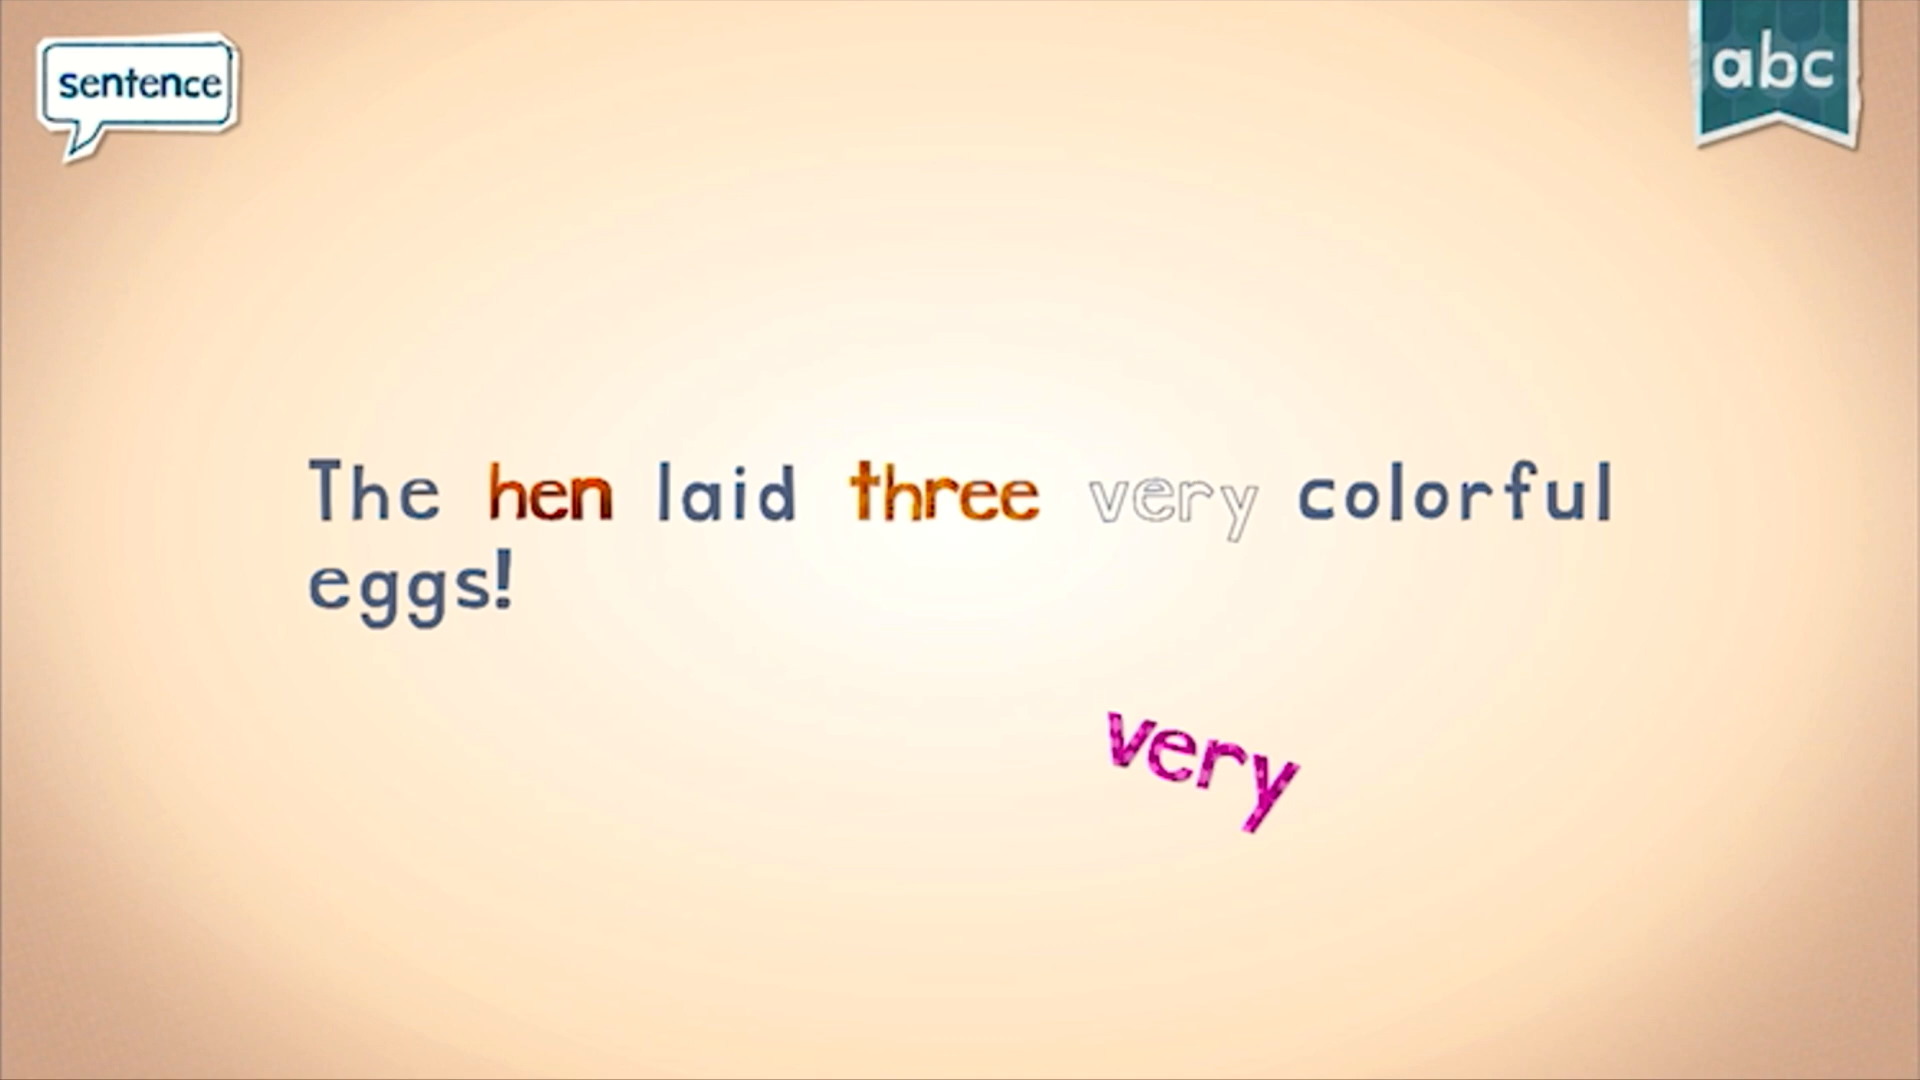 sentence
abc
The hen laid three very colorful
eggs!
very